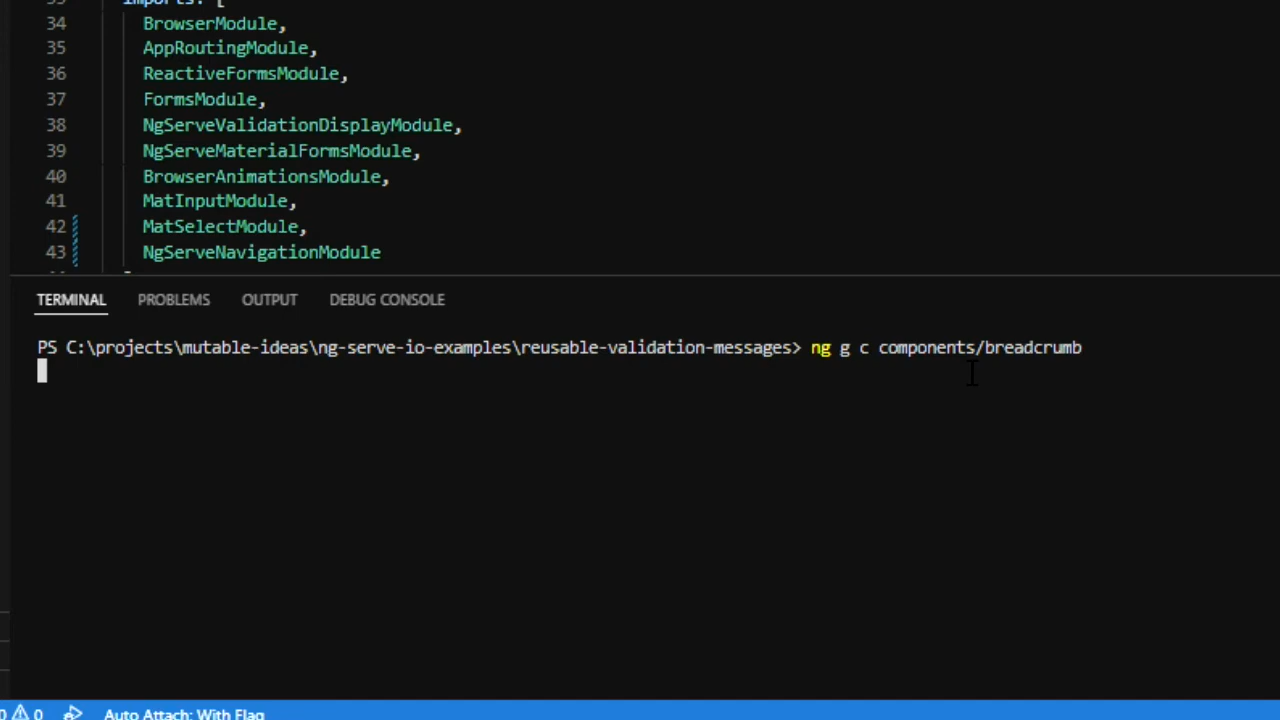 33 imports: [
34 BrowserModule,
35 AppRoutingModule,
36 ReactiveFormsModule,
37 FormsModule,
38 NgServeValidationDisplayModule,
39 NgServeMaterialFormsModule,
40 BrowserAnimationsModule,
41 MatInputModule,
42 MatSelectModule,
43 NgServeNavigationModule
TERMINAL PROBLEMS OUTPUT DEBUG CONSOLE
PS C:\projects\mutable-ideas\ng-serve-io-examples\reusable-validation-messages> ng g c components/breadcrumb
0 0 Auto Attach: With Flag